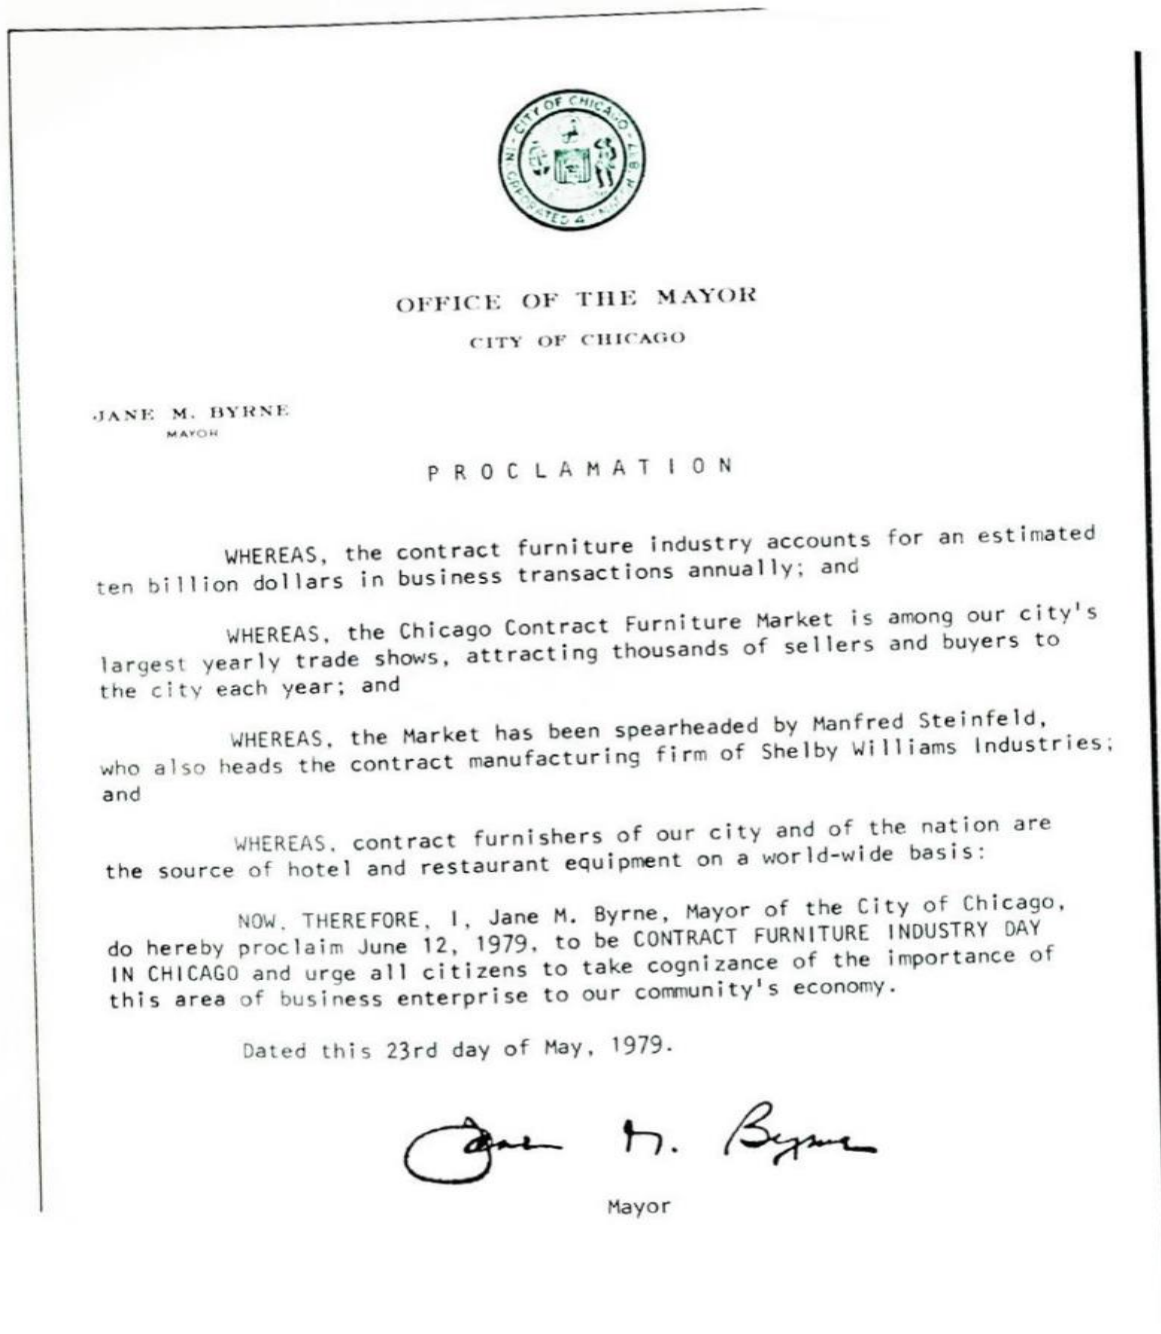 CITY OF CHICAGO
INCORPORATED 4
OFFICE OF THE MAYOR
CITY OF CHICAGO
JANE M. BYRNE
MAYOR
PROCLAMATION
WHEREAS, the contract furniture industry accounts for an estimated
ten billion dollars in business transactions annually; and
WHEREAS, the Chicago Contract Furniture Market is among our city's
largest yearly trade shows, attracting thousands of sellers and buyers to
the city each year; and
WHEREAS, the Market has been spearheaded by Manfred Steinfeld,
who also heads the contract manufacturing firm of Shelby Williams Industries;
and
WHEREAS, contract furnishers of our city and of the nation are
the source of hotel and restaurant equipment on a world-wide basis:
NOW, THEREFORE, I, Jane M. Byrne, Mayor of the City of Chicago,
do hereby proclaim June 12, 1979, to be CONTRACT FURNITURE INDUSTRY DAY
IN CHICAGO and urge all citizens to take cognizance of the importance of
this area of business enterprise to our community's economy.
Dated this 23rd day of May, 1979.
Jane M. Byrne
Mayor